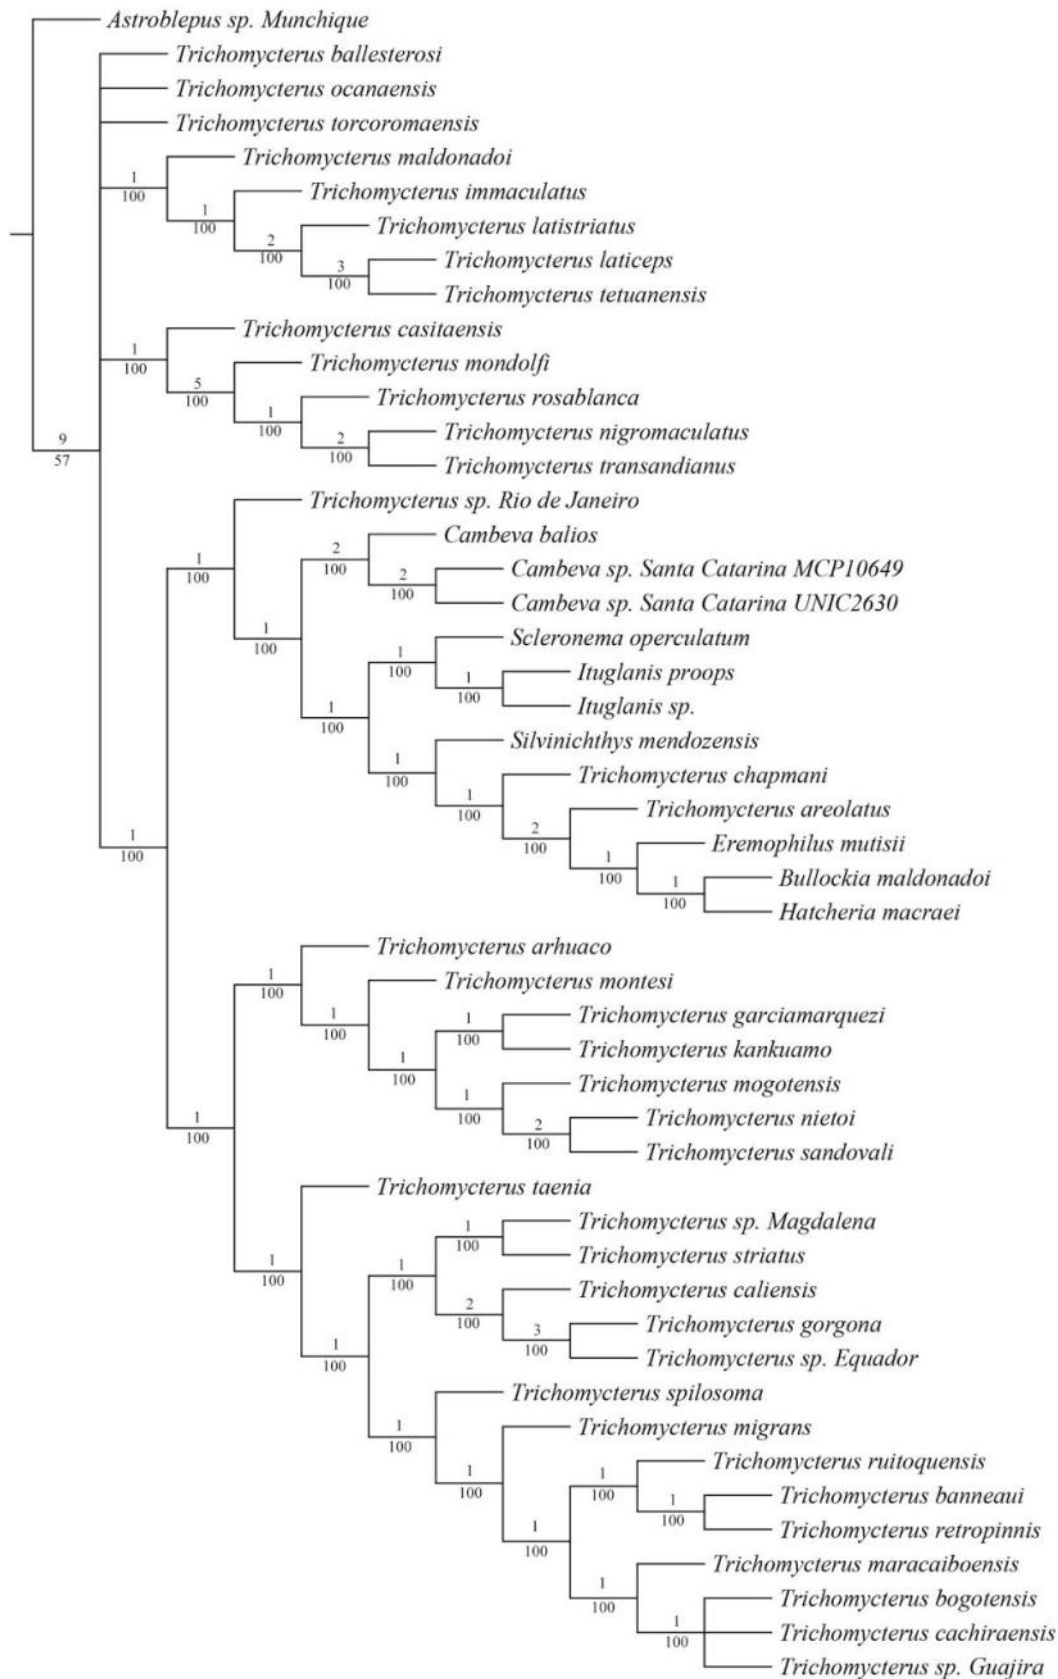 Astroblepus sp. Munchique
Trichomycterus ballesterosi
Trichomycterus ocanaensis
Trichomycterus torcoromaensis
Trichomycterus maldonadoi
1
100
Trichomycterus immaculatus
1
100
Trichomycterus latistriatus
2
100
Trichomycterus laticeps
3
100
Trichomycterus tetuanensis
Trichomycterus casitaensis
1
100
Trichomycterus mondolfi
5
100
Trichomycterus rosablanca
1
100
Trichomycterus nigromaculatus
2
100
9
57
Trichomycterus transandianus
Trichomycterus sp. Rio de Janeiro
Cambeva balios
2
100
1
100
Cambeva sp. Santa Catarina MCP10649
2
100
Cambeva sp. Santa Catarina UNIC2630
1
100
Scleronema operculatum
1
100
Ituglanis proops
1
100
Ituglanis sp.
1
100
Silvinichthys mendozensis
1
100
Trichomycterus chapmani
1
100
Trichomycterus areolatus
2
100
Eremophilus mutisii
1
100
1
100
Bullockia maldonadoi
1
100
Hatcheria macraei
Trichomycterus arhuaco
1
100
Trichomycterus montesi
1
100
Trichomycterus garciamarquezi
1
100
Trichomycterus kankuamo
1
100
Trichomycterus mogotensis
1
100
Trichomycterus nietoi
1
100
2
100
Trichomycterus sandovali
Trichomycterus taenia
Trichomycterus sp. Magdalena
1
100
Trichomycterus striatus
1
100
1
100
Trichomycterus caliensis
2
100
Trichomycterus gorgona
3
100
Trichomycterus sp. Equador
1
100
Trichomycterus spilosoma
Trichomycterus migrans
1
100
Trichomycterus ruitoquensis
1
100
1
100
Trichomycterus banneaui
1
100
Trichomycterus retropinnis
1
100
Trichomycterus maracaiboensis
1
100
Trichomycterus bogotensis
1
100
Trichomycterus cachiraensis
Trichomycterus sp. Guajira